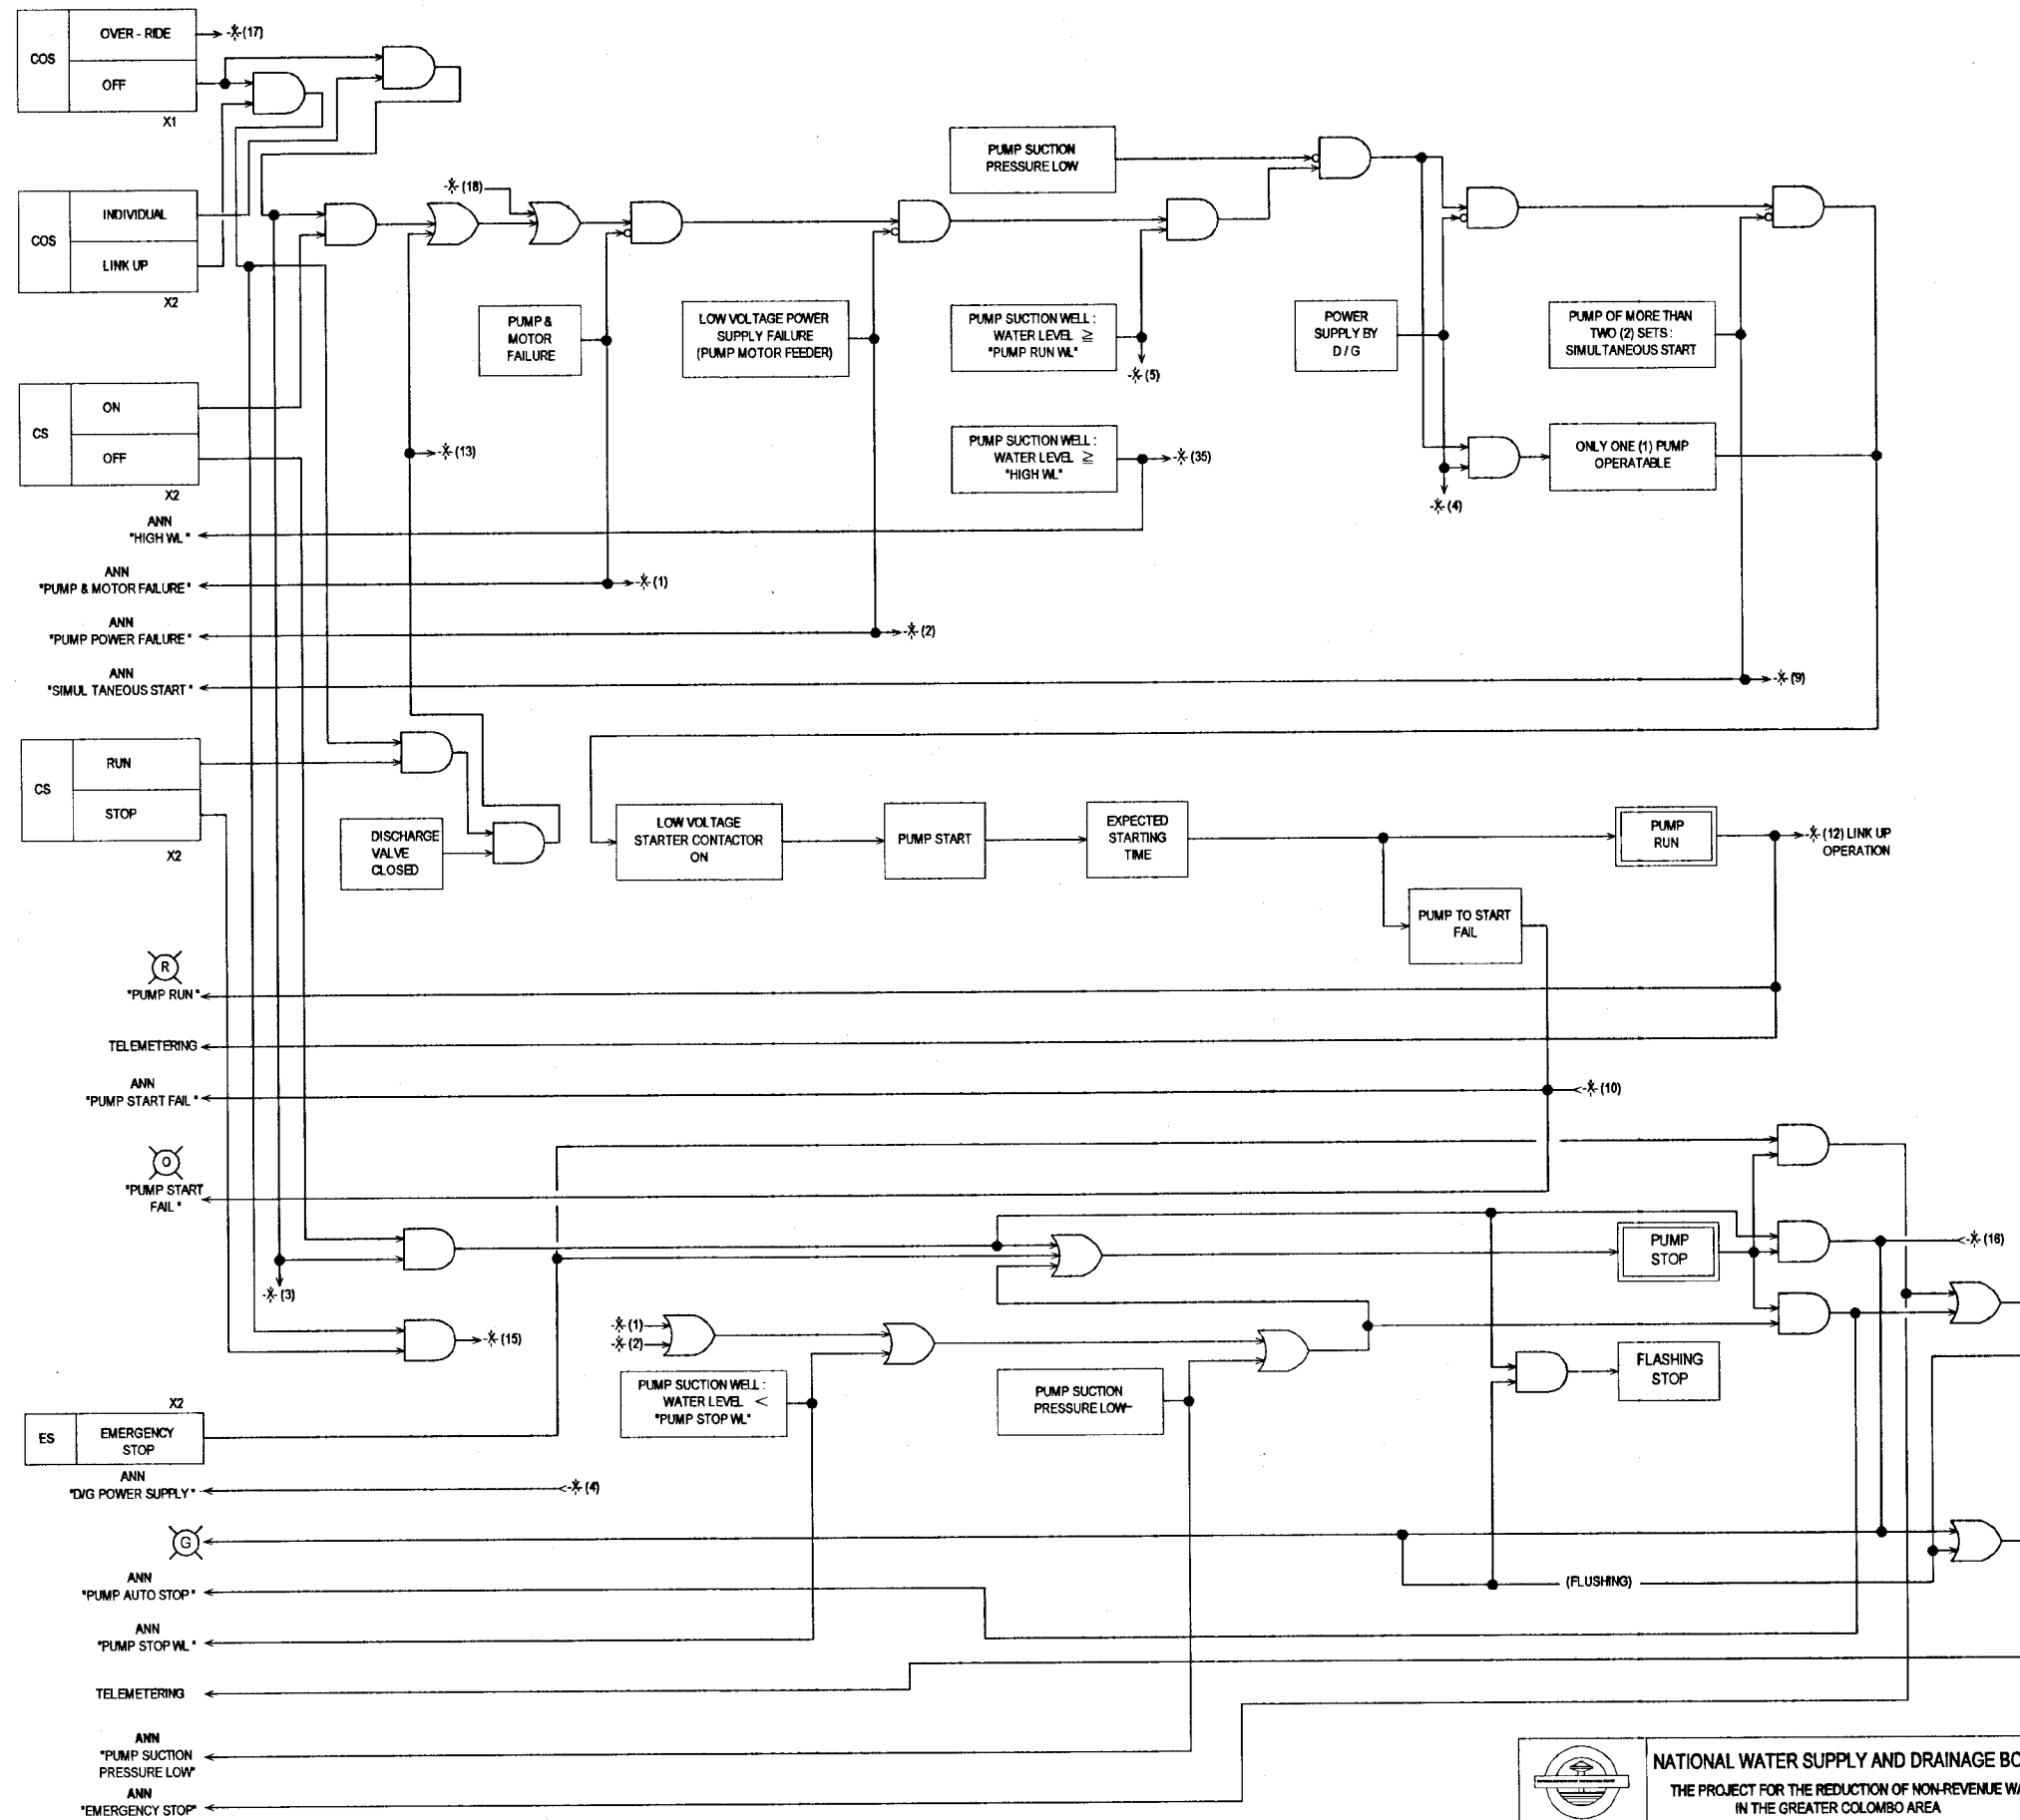 OVER - RIDE
-※-(17)
COS
OFF
X1
INDIVIDUAL
COS
LINK UP
X2
ON
CS
OFF
X2
-※-(18)
PUMP SUCTION
PRESSURE LOW
PUMP &
MOTOR
FAILURE
LOW VOLTAGE POWER
SUPPLY FAILURE
(PUMP MOTOR FEEDER)
PUMP SUCTION WELL :
WATER LEVEL ≧
"PUMP RUN WL"
-※-(5)
POWER
SUPPLY BY
D / G
PUMP OF MORE THAN
TWO (2) SETS :
SIMULTANEOUS START
-※-(13)
PUMP SUCTION WELL :
WATER LEVEL ≧
"HIGH WL"
-※-(35)
ONLY ONE (1) PUMP
OPERATABLE
-※-(4)
ANN
"HIGH WL"
ANN
"PUMP & MOTOR FAILURE"
-※-(1)
ANN
"PUMP POWER FAILURE"
-※-(2)
ANN
"SIMUL TANEOUS START"
-※-(9)
RUN
CS
STOP
X2
DISCHARGE
VALVE
CLOSED
LOW VOLTAGE
STARTER CONTACTOR
ON
PUMP START
EXPECTED
STARTING
TIME
PUMP
RUN
-※-(12) LINK UP
OPERATION
PUMP TO START
FAIL
R
"PUMP RUN"
TELEMETERING
ANN
"PUMP START FAIL"
-※-(10)
O
"PUMP START
FAIL"
-※-(3)
PUMP
STOP
-※-(16)
-※-(15)
-※-(1)
-※-(2)
PUMP SUCTION WELL :
WATER LEVEL <
"PUMP STOP WL"
PUMP SUCTION
PRESSURE LOW
FLASHING
STOP
X2
ES
EMERGENCY
STOP
ANN
"D/G POWER SUPPLY"
-※-(4)
G
ANN
"PUMP AUTO STOP"
(FLUSHING)
ANN
"PUMP STOP WL"
TELEMETERING
ANN
"PUMP SUCTION
PRESSURE LOW"
ANN
"EMERGENCY STOP"
NATIONAL WATER SUPPLY AND DRAINAGE BO
THE PROJECT FOR THE REDUCTION OF NON-REVENUE WA
IN THE GREATER COLOMBO AREA